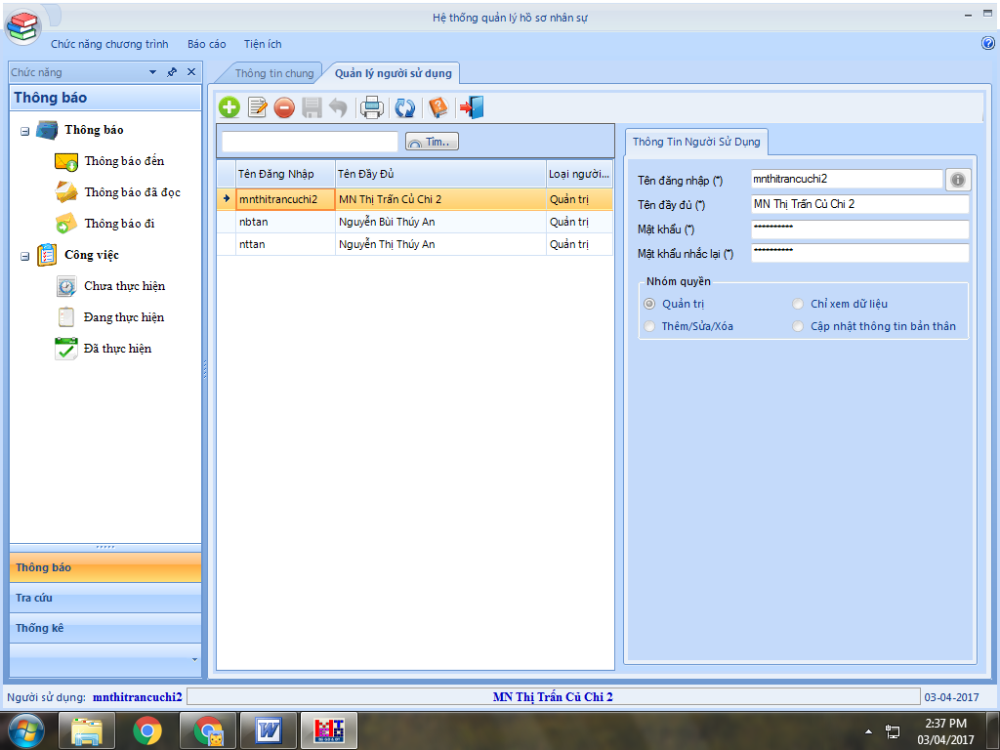 Hệ thống quản lý hồ sơ nhân sự
Chức năng chương trình Báo cáo Tiện ích
Chức năng
Thông báo
Thông báo
Thông báo đến
Thông báo đã đọc
Thông báo đi
Công việc
Chưa thực hiện
Đang thực hiện
Đã thực hiện
Thông báo
Tra cứu
Thống kê
Thông tin chung Quản lý người sử dụng
Tìm..
Tên Đăng Nhập Tên Đầy Đủ Loại người...
mnthitrancuchi2 MN Thị Trấn Củ Chi 2 Quản trị
nbtan Nguyễn Bùi Thúy An Quản trị
nttan Nguyễn Thị Thúy An Quản trị
Thông Tin Người Sử Dụng
Tên đăng nhập (*) mnthitrancuchi2
Tên đầy đủ (*) MN Thị Trấn Củ Chi 2
Mật khẩu (*) **********
Mật khẩu nhắc lại (*) **********
Nhóm quyền
Quản trị Chỉ xem dữ liệu
Thêm/Sửa/Xóa Cập nhật thông tin bản thân
Người sử dụng: mnthitrancuchi2 MN Thị Trấn Củ Chi 2 03-04-2017
2:37 PM
03/04/2017